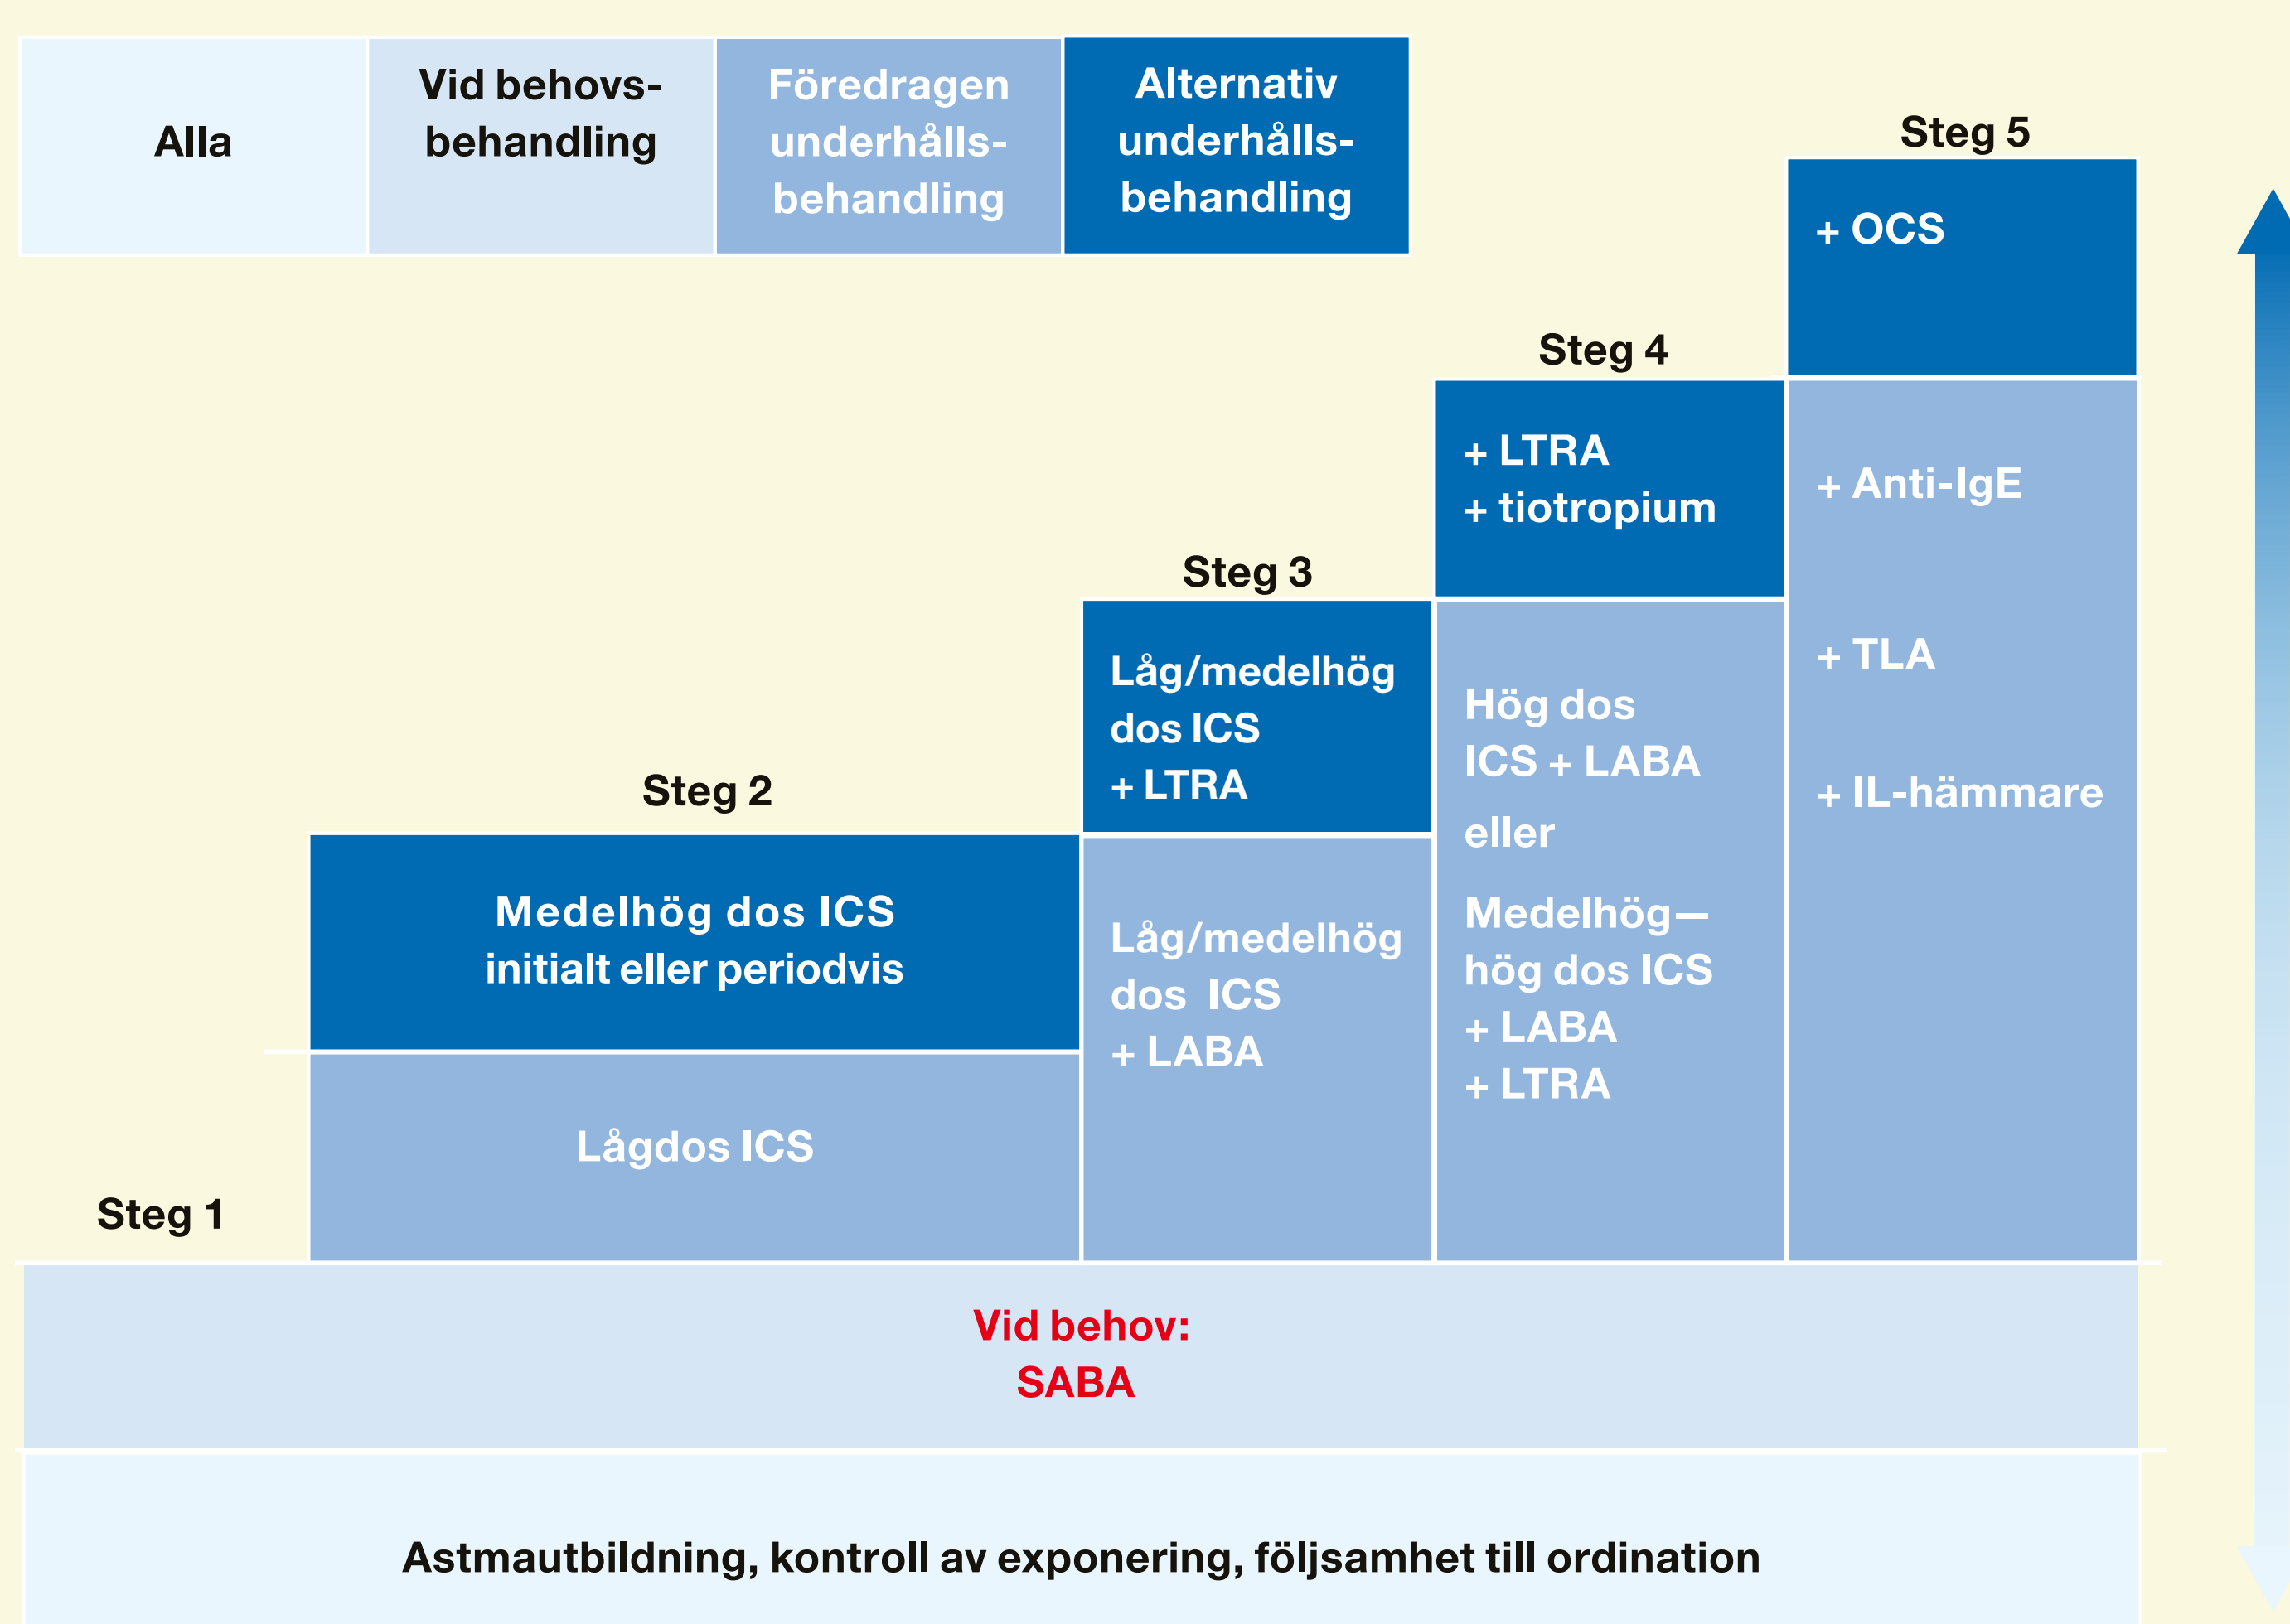 Alla
Vid behovs-
behandling
Föredragen
underhålls-
behandling
Alternativ
underhålls-
behandling
Steg 1
Steg 2
Medelhög dos ICS
initialt eller periodvis
Lågdos ICS
Steg 3
Låg/medelhög
dos ICS
+ LTRA
Låg/medelhög
dos ICS
+ LABA
Steg 4
+ LTRA
+ tiotropium
Hög dos
ICS + LABA
eller
Medelhög—
hög dos ICS
+ LABA
+ LTRA
Steg 5
+ OCS
+ Anti-IgE
+ TLA
+ IL-hämmare
Vid behov:
SABA
Astmautbildning, kontroll av exponering, följsamhet till ordination